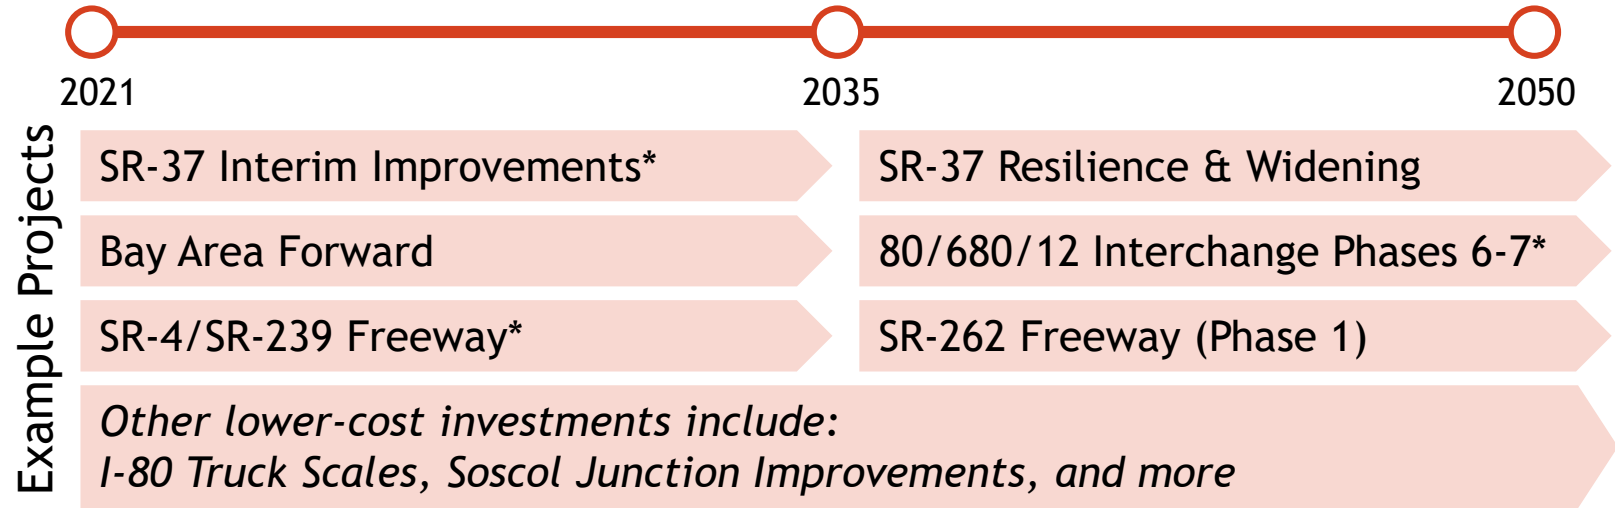 2021
2035
2050
Example Projects
SR-37 Interim Improvements*
SR-37 Resilience & Widening
Bay Area Forward
80/680/12 Interchange Phases 6-7*
SR-4/SR-239 Freeway*
SR-262 Freeway (Phase 1)
Other lower-cost investments include:
I-80 Truck Scales, Soscol Junction Improvements, and more